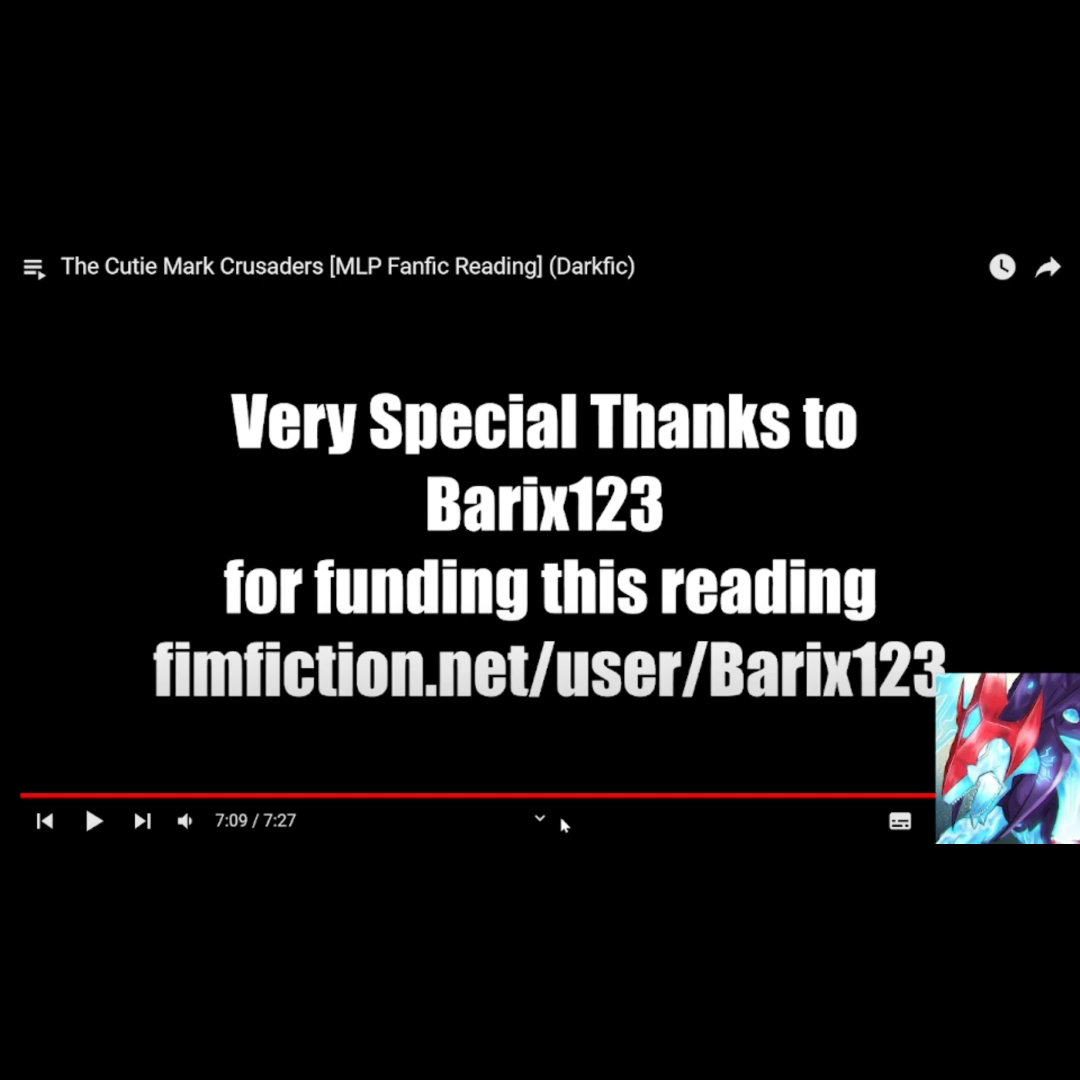 The Cutie Mark Crusaders [MLP Fanfic Reading] (Darkfic)
Very Special Thanks to
Barix123
for funding this reading
fimfiction.net/user/Barix123
7:09 / 7:27